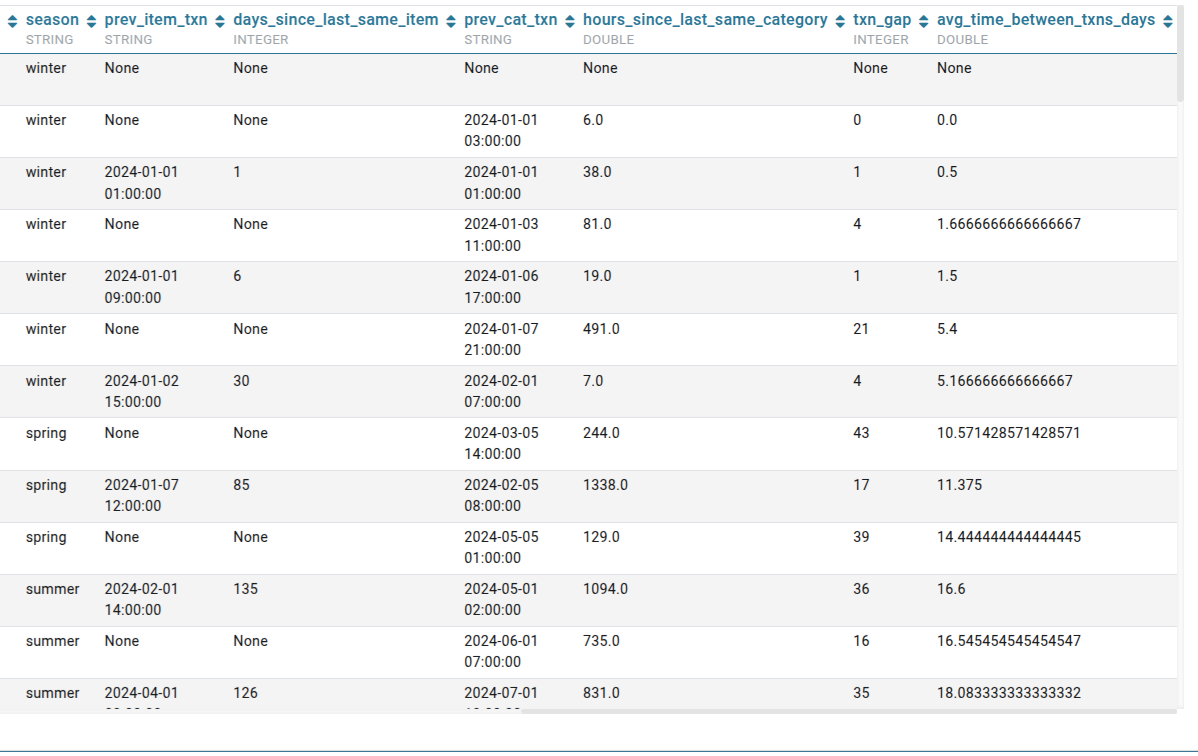 season prev_item_txn days_since_last_same_item prev_cat_txn hours_since_last_same_category txn_gap avg_time_between_txns_days
STRING STRING INTEGER STRING DOUBLE INTEGER DOUBLE
winter None None None None None None
winter None None 2024-01-01 6.0 0 0.0
03:00:00
winter 2024-01-01 1 2024-01-01 38.0 1 0.5
01:00:00 01:00:00
winter None None 2024-01-03 81.0 4 1.6666666666666667
11:00:00
winter 2024-01-01 6 2024-01-06 19.0 1 1.5
09:00:00 17:00:00
winter None None 2024-01-07 491.0 21 5.4
21:00:00
winter 2024-01-02 30 2024-02-01 7.0 4 5.166666666666667
15:00:00 07:00:00
spring None None 2024-03-05 244.0 43 10.571428571428571
14:00:00
spring 2024-01-07 85 2024-02-05 1338.0 17 11.375
12:00:00 08:00:00
spring None None 2024-05-05 129.0 39 14.444444444444445
01:00:00
summer 2024-02-01 135 2024-05-01 1094.0 36 16.6
14:00:00 02:00:00
summer None None 2024-06-01 735.0 16 16.545454545454547
07:00:00
summer 2024-04-01 126 2024-07-01 831.0 35 18.083333333333332